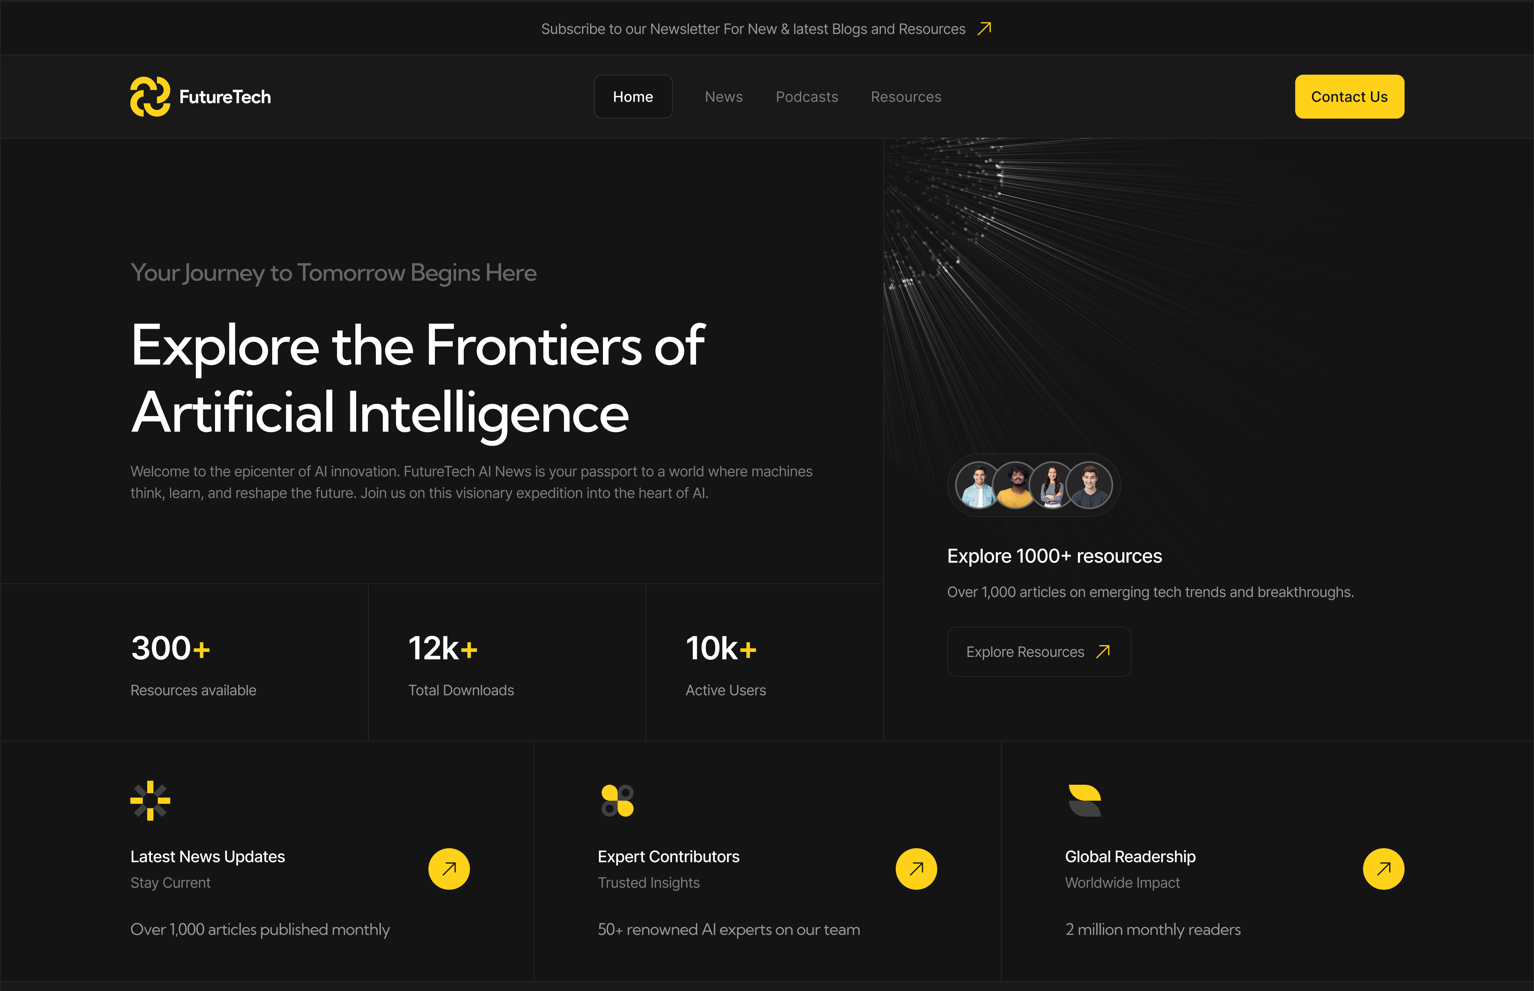 Subscribe to our Newsletter For New & latest Blogs and Resources
FutureTech
Home
News
Podcasts
Resources
Contact Us
Your Journey to Tomorrow Begins Here
Explore the Frontiers of
Artificial Intelligence
Welcome to the epicenter of AI innovation. FutureTech AI News is your passport to a world where machines
think, learn, and reshape the future. Join us on this visionary expedition into the heart of AI.
300+
Resources available
12k+
Total Downloads
10k+
Active Users
Explore 1000+ resources
Over 1,000 articles on emerging tech trends and breakthroughs.
Explore Resources
Latest News Updates
Stay Current
Over 1,000 articles published monthly
Expert Contributors
Trusted Insights
50+ renowned AI experts on our team
Global Readership
Worldwide Impact
2 million monthly readers